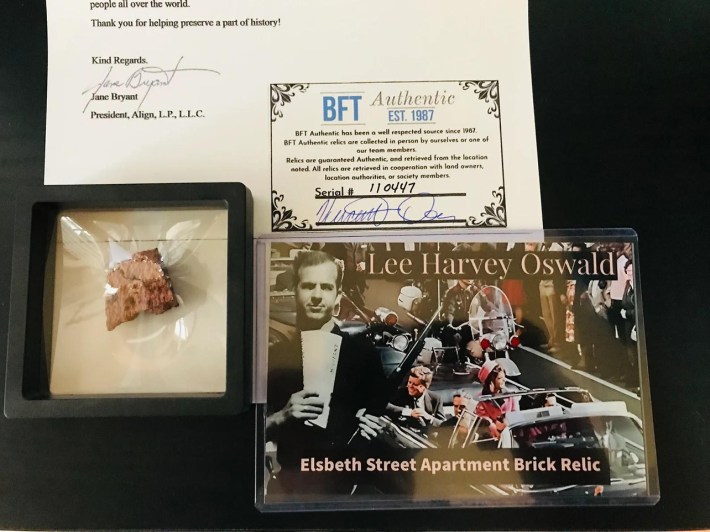 people all over the world.
Thank you for helping preserve a part of history!
Kind Regards.
Jane Bryant
Jane Bryant
President, Align, L.P., L.L.C.
BFT Authentic
EST. 1987
BFT Authentic has been a well respected source since 1987.
BFT Authentic relics are collected in person by ourselves or one of
our team members.
Relics are guaranteed Authentic, and retrieved from the location
noted. All relics are retrieved in cooperation with land owners,
location authorities, or society members.
Serial # 110447
Lee Harvey Oswald
Elsbeth Street Apartment Brick Relic